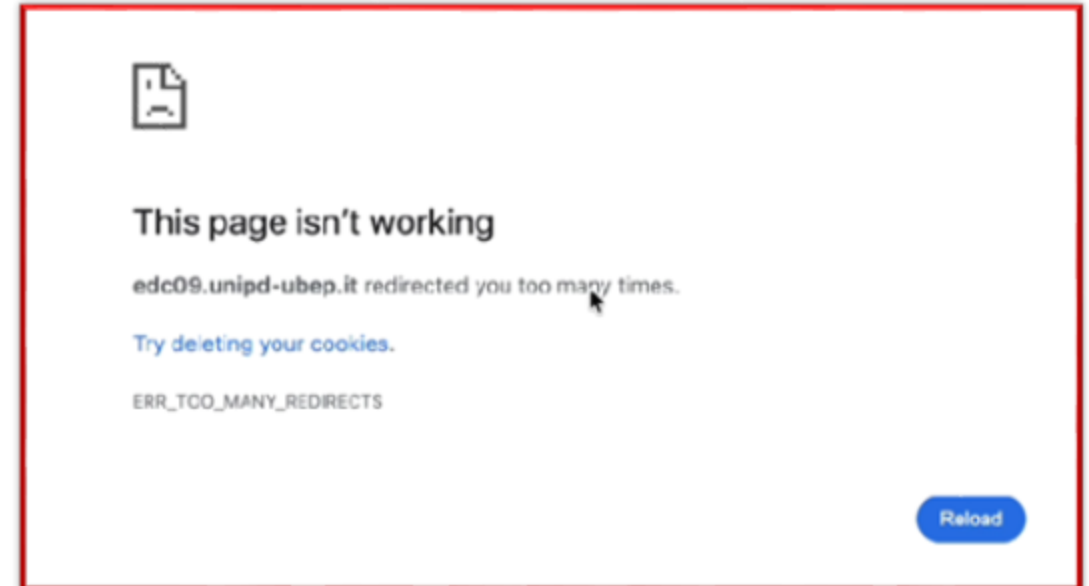 This page isn't working
edc09.unipd-ubep.it redirected you too many times.
Try deleting your cookies.
ERR_TOO_MANY_REDIRECTS
Reload